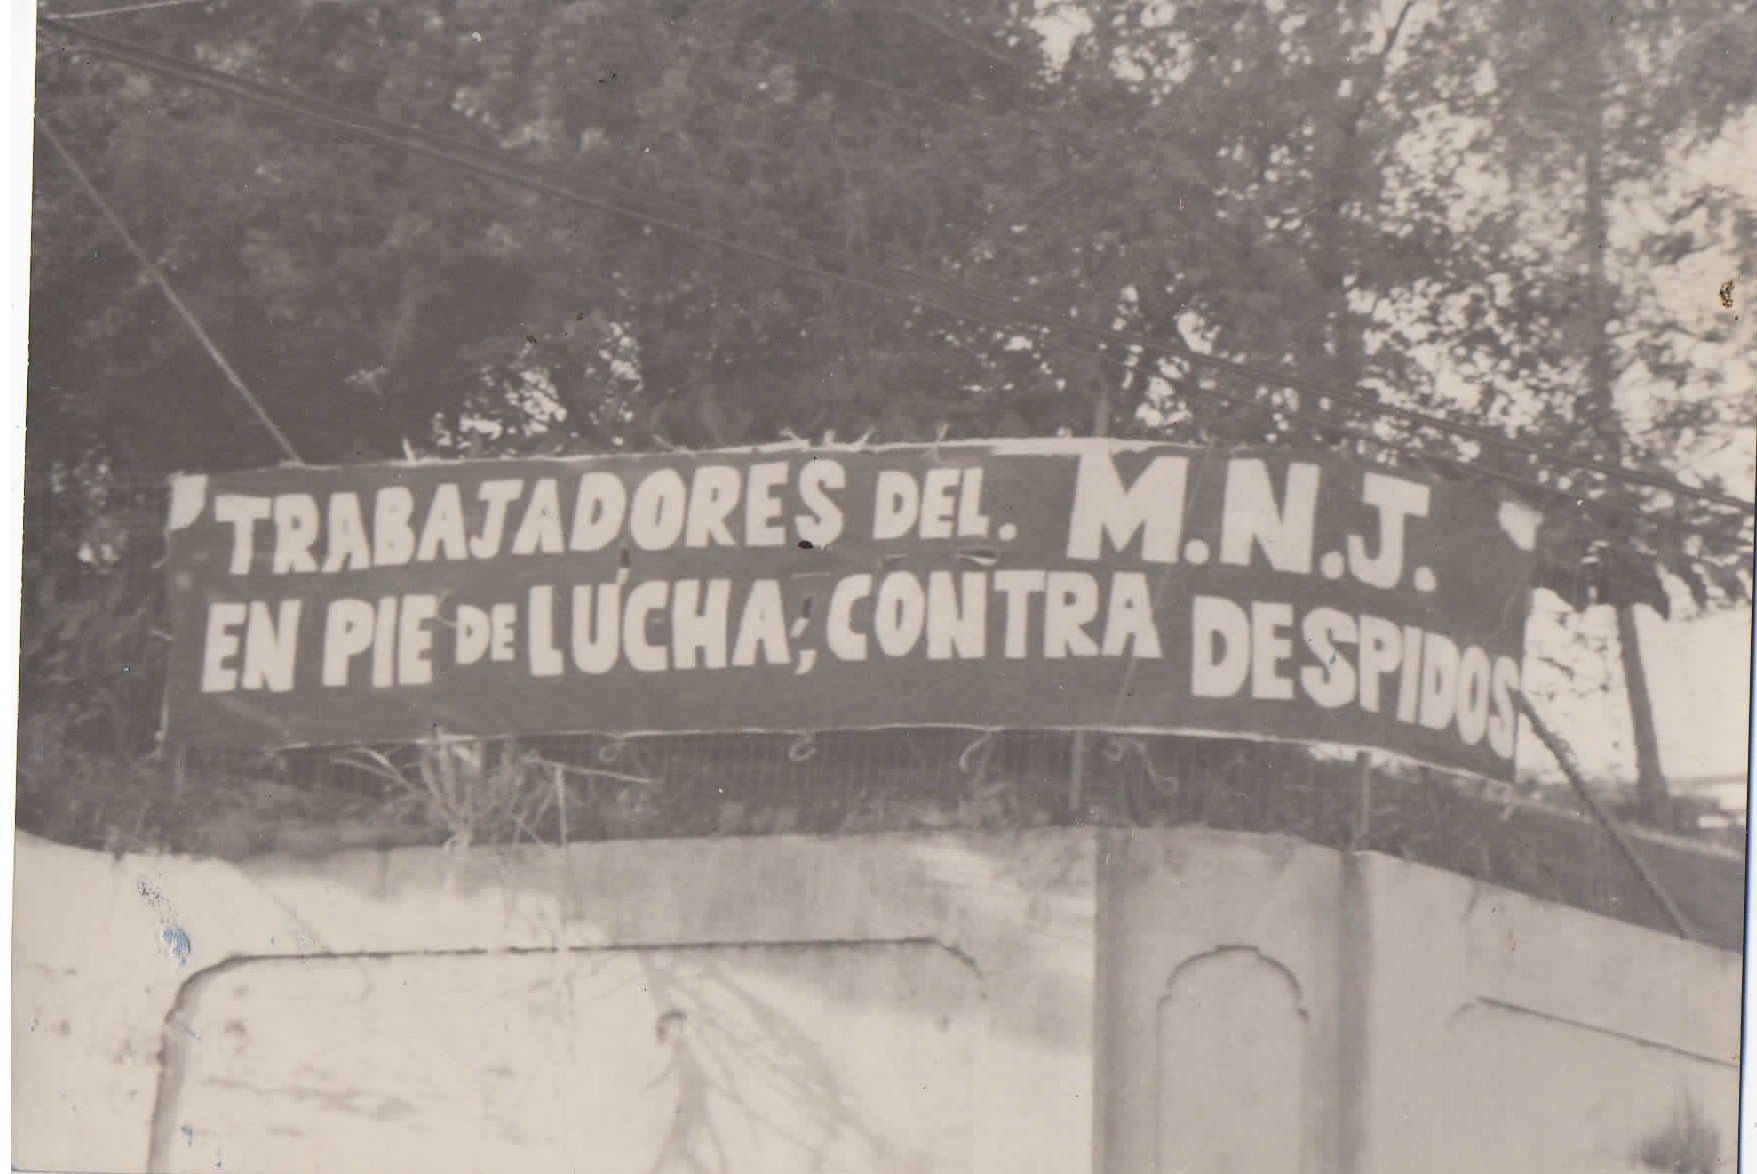 TRABAJADORES DEL. M.N.J.
EN PIE DE LUCHA, CONTRA DESPIDOS